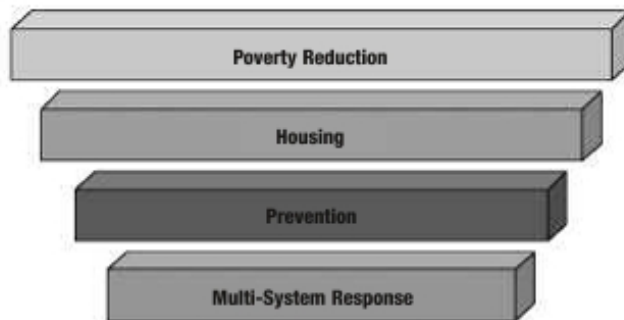 Poverty Reduction
Housing
Prevention
Multi-System Response